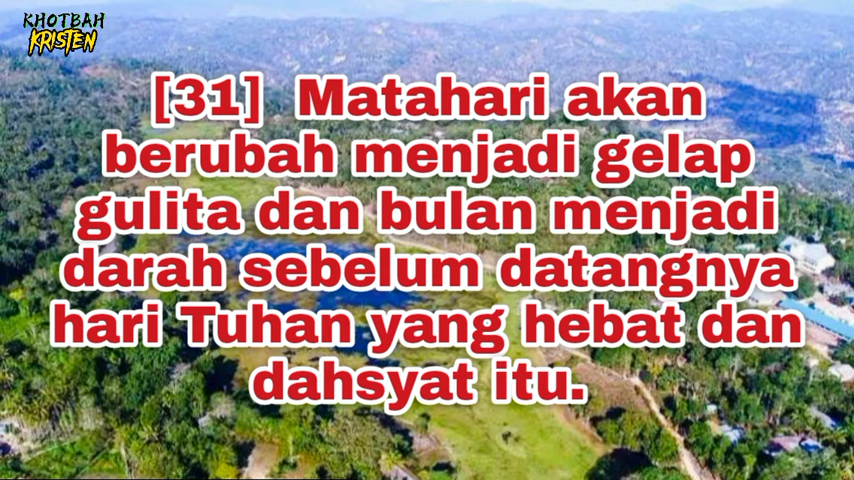 KHOTBAH
KRISTEN
[31] Matahari akan
berubah menjadi gelap
gulita dan bulan menjadi
darah sebelum datangnya
hari Tuhan yang hebat dan
dahsyat itu.